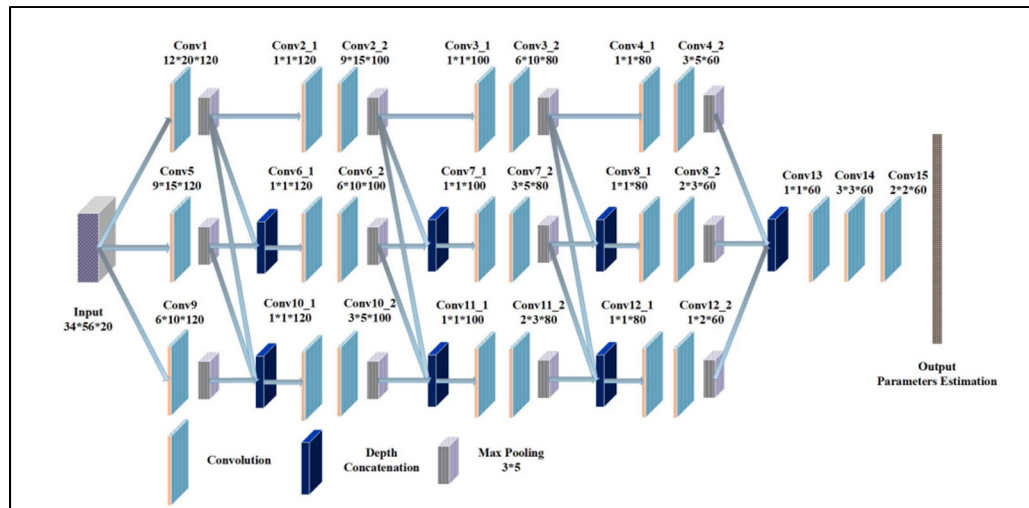 Conv1
12*20*120
Conv2_1
1*1*120
Conv2_2
9*15*100
Conv3_1
1*1*100
Conv3_2
6*10*80
Conv4_1
1*1*80
Conv4_2
3*5*60
Conv5
9*15*120
Conv6_1
1*1*120
Conv6_2
6*10*100
Conv7_1
1*1*100
Conv7_2
3*5*80
Conv8_1
1*1*80
Conv8_2
2*3*60
Conv13
1*1*60
Conv14
3*3*60
Conv15
2*2*60
Input
34*56*20
Conv9
6*10*120
Conv10_1
1*1*120
Conv10_2
3*5*100
Conv11_1
1*1*100
Conv11_2
2*3*80
Conv12_1
1*1*80
Conv12_2
1*2*60
Output
Parameters Estimation
Convolution
Depth
Concatenation
Max Pooling
3*5